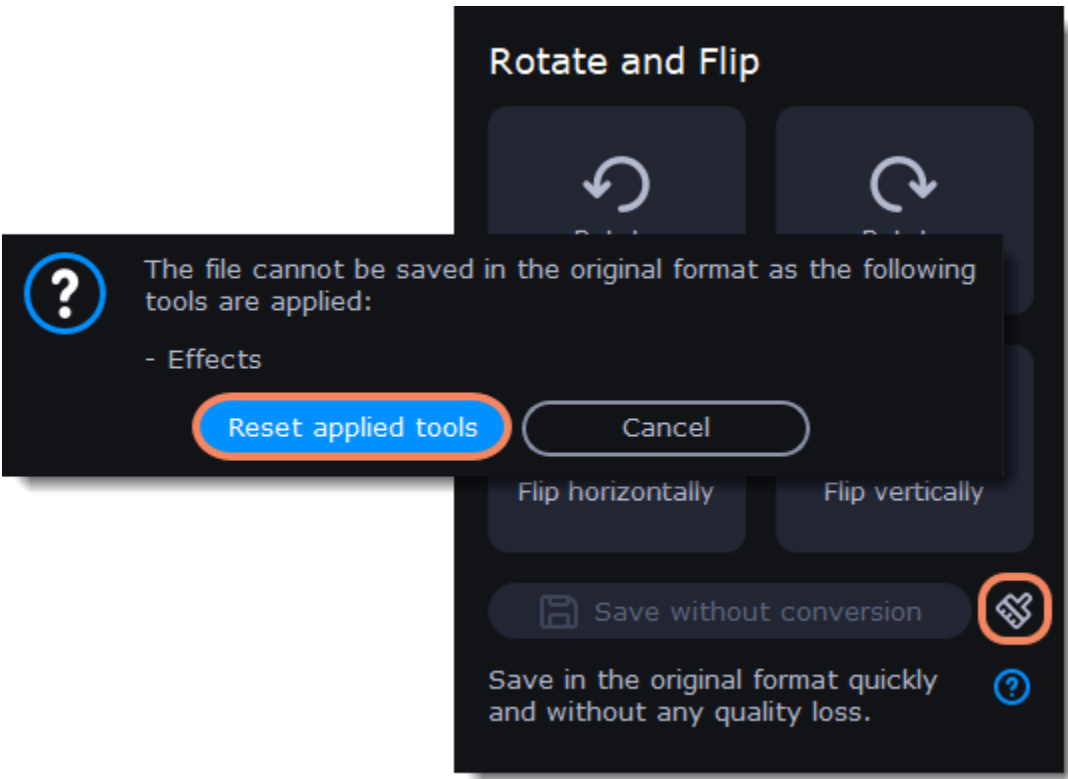 Rotate and Flip
The file cannot be saved in the original format as the following
tools are applied:
- Effects
Reset applied tools
Cancel
Flip horizontally
Flip vertically
Save without conversion
Save in the original format quickly
and without any quality loss.